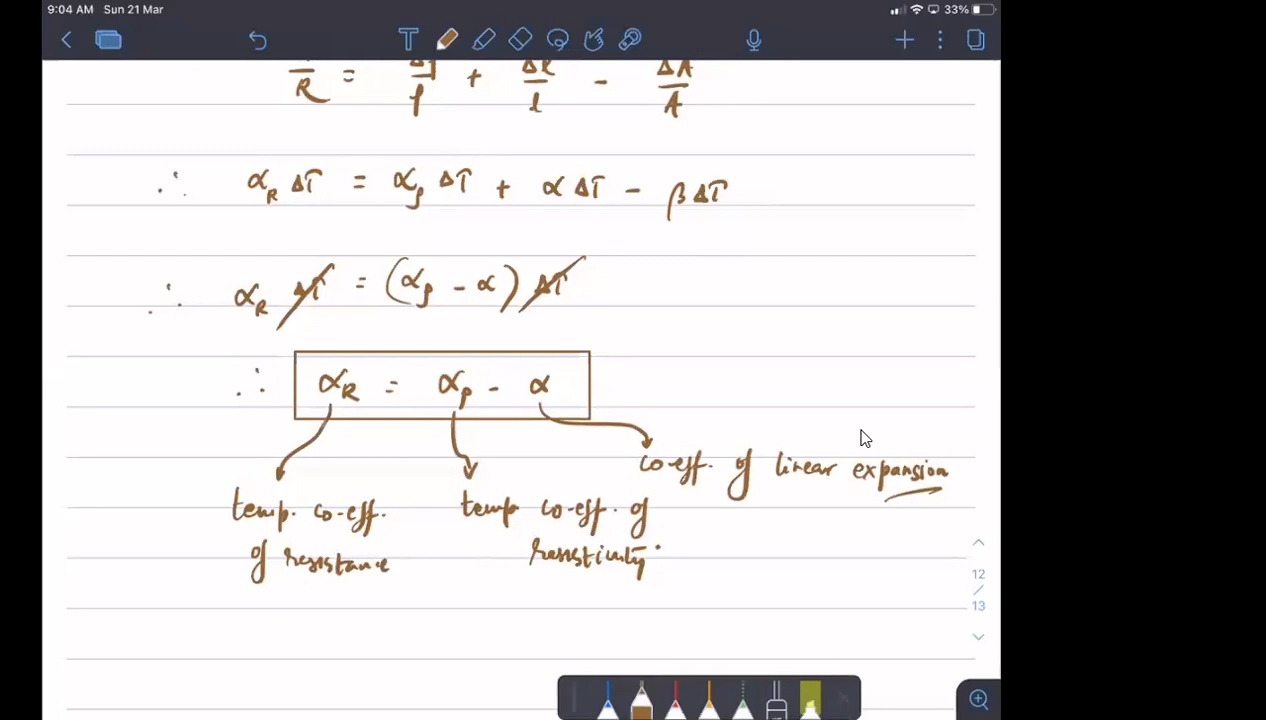 9:04 AM Sun 21 Mar
33%
T
R = ρ + l - ΔA/A
∴ α_R ΔT = α_ρ ΔT + α ΔT - β ΔT
∴ α_R ΔT = (α_ρ - α) ΔT
∴ α_R = α_ρ - α
co-eff. of linear expansion
temp. co-eff. temp co-eff. of
of resistance resistivity
12
/
13